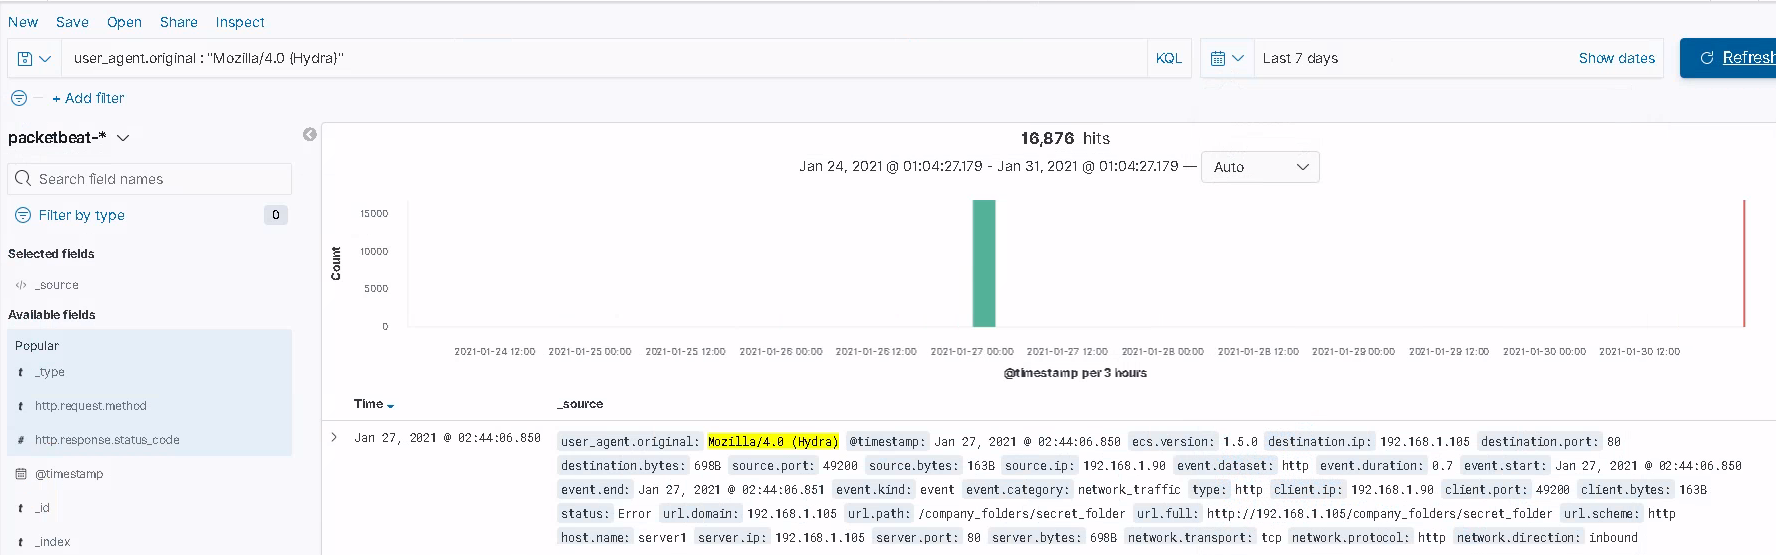 New Save Open Share Inspect
user_agent.original : "Mozilla/4.0 (Hydra)" KQL Last 7 days Show dates Refresh
+ Add filter
packetbeat-*
16,876 hits
Jan 24, 2021 @ 01:04:27.179 - Jan 31, 2021 @ 01:04:27.179 — Auto
Search field names
Filter by type 0
Selected fields
_source
Available fields
Popular
t _type
t http.request.method
# http.response.status_code
@timestamp
t _id
t _index
Count
15000
10000
5000
0
2021-01-24 12:00 2021-01-25 00:00 2021-01-25 12:00 2021-01-26 00:00 2021-01-26 12:00 2021-01-27 00:00 2021-01-27 12:00 2021-01-28 00:00 2021-01-28 12:00 2021-01-29 00:00 2021-01-29 12:00 2021-01-30 00:00 2021-01-30 12:00
@timestamp per 3 hours
Time _source
Jan 27, 2021 @ 02:44:06.850 user_agent.original: Mozilla/4.0 (Hydra) @timestamp: Jan 27, 2021 @ 02:44:06.850 ecs.version: 1.5.0 destination.ip: 192.168.1.105 destination.port: 80
destination.bytes: 698B source.port: 49200 source.bytes: 163B source.ip: 192.168.1.90 event.dataset: http event.duration: 0.7 event.start: Jan 27, 2021 @ 02:44:06.850
event.end: Jan 27, 2021 @ 02:44:06.851 event.kind: event event.category: network_traffic type: http client.ip: 192.168.1.90 client.port: 49200 client.bytes: 163B
status: Error url.domain: 192.168.1.105 url.path: /company_folders/secret_folder url.full: http://192.168.1.105/company_folders/secret_folder url.scheme: http
host.name: server1 server.ip: 192.168.1.105 server.port: 80 server.bytes: 698B network.transport: tcp network.protocol: http network.direction: inbound